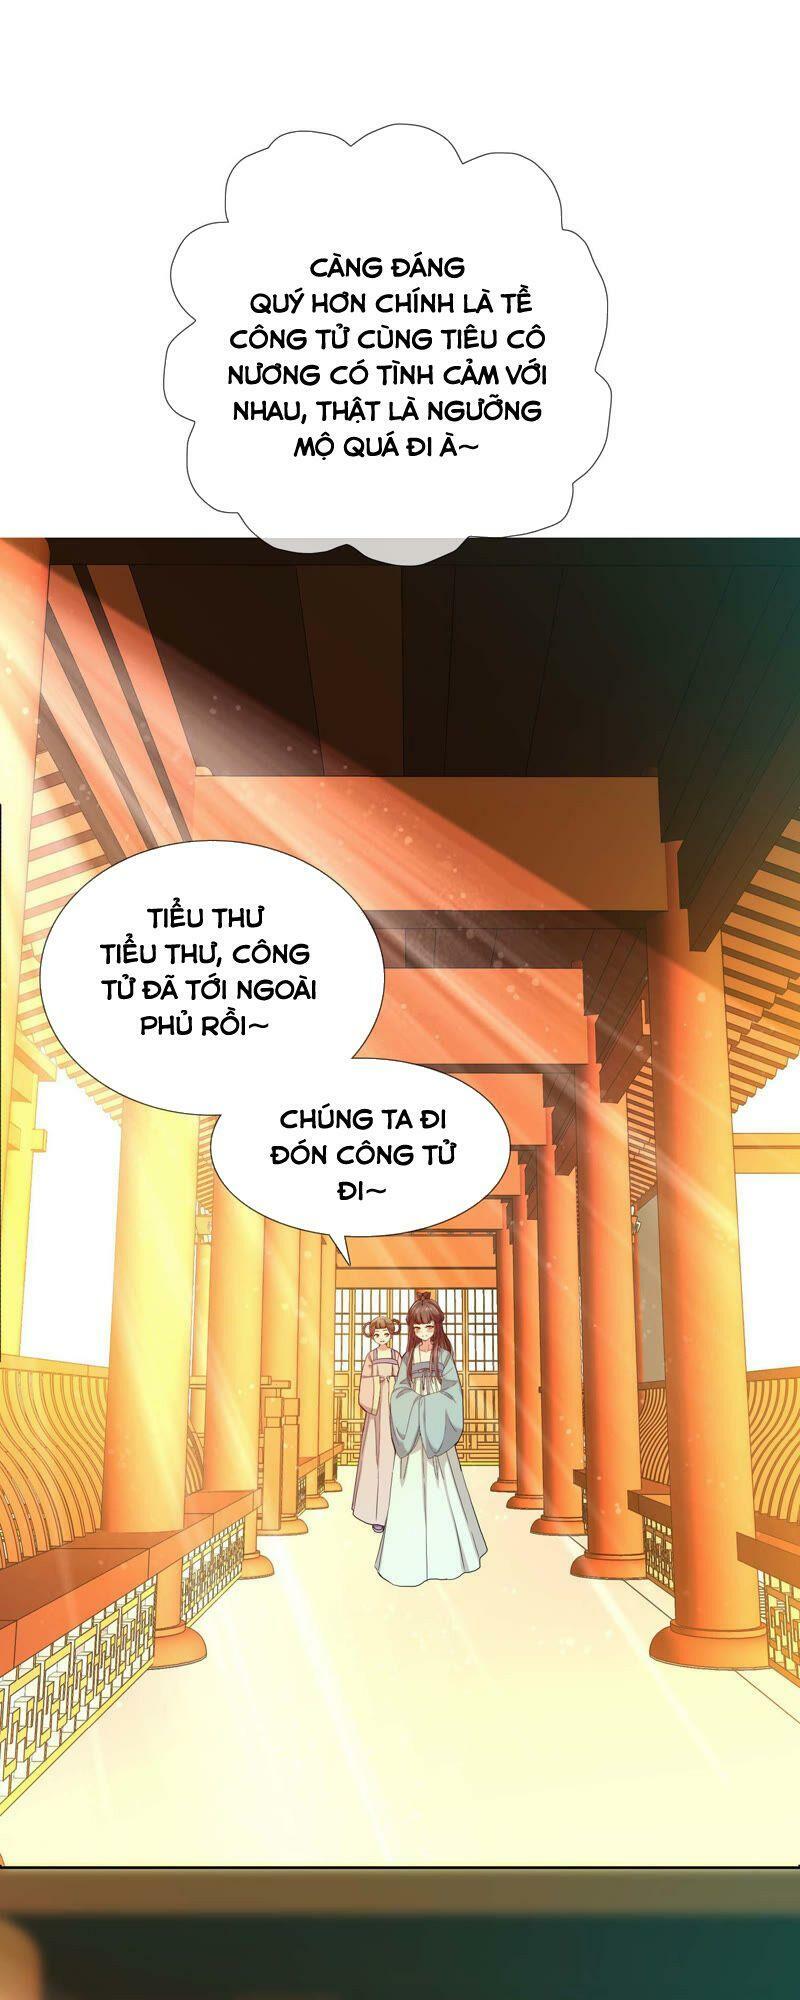 CÀNG ĐÁNG
QUÝ HƠN CHÍNH LÀ TỀ
CÔNG TỬ CÙNG TIÊU CÔ
NƯƠNG CÓ TÌNH CẢM VỚI
NHAU, THẬT LÀ NGƯỠNG
MỘ QUÁ ĐI À~
TIỂU THƯ
TIỂU THƯ, CÔNG
TỬ ĐÃ TỚI NGOÀI
PHỦ RỒI~
CHÚNG TA ĐI
ĐÓN CÔNG TỬ
ĐI~